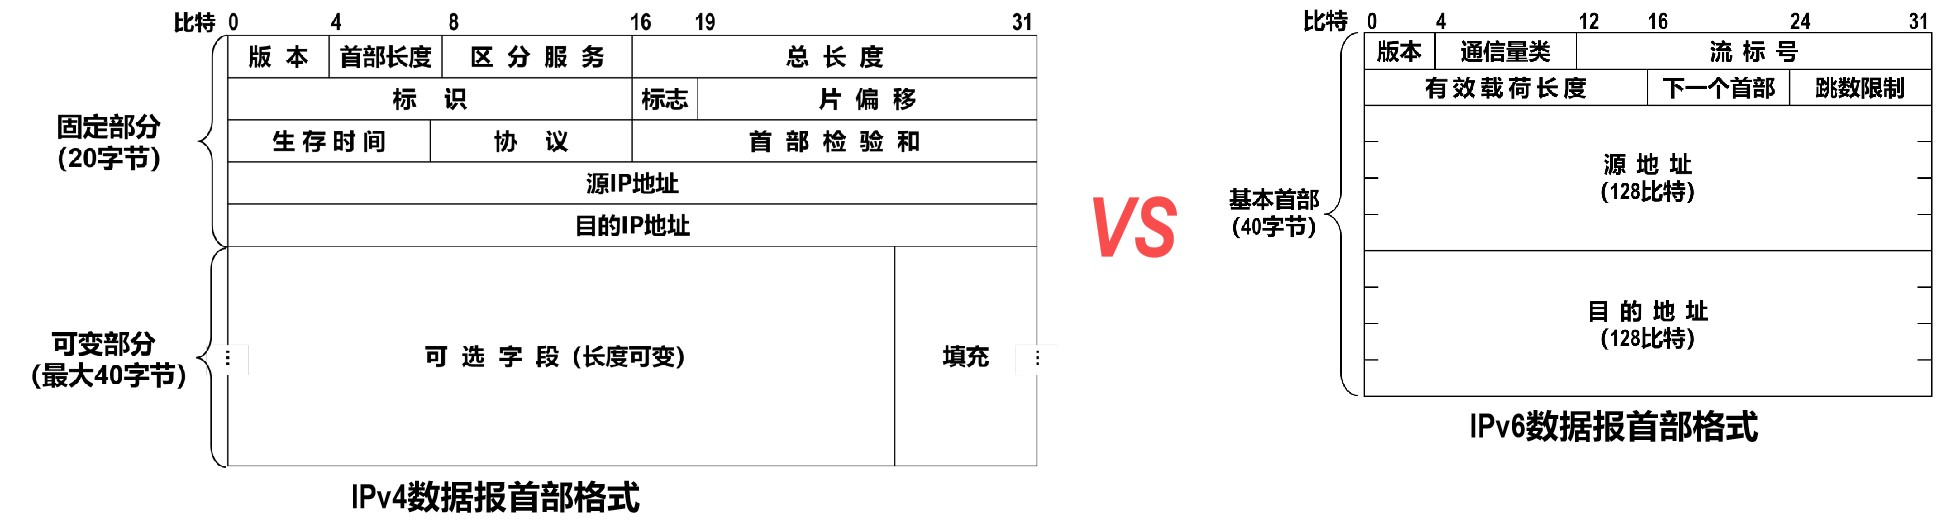 比特 0 4 8 16 19 31
版本 首部长度 区分服务 总长度
标识 标志 片偏移
生存时间 协议 首部检验和
源IP地址
目的IP地址
固定部分
(20字节)
可选字段 (长度可变) 填充
可变部分
(最大40字节)
IPv4数据报首部格式
VS
比特 0 4 12 16 24 31
版本 通信量类 流标号
有效载荷长度 下一个首部 跳数限制
源地址
(128比特)
基本首部
(40字节)
目的地址
(128比特)
IPv6数据报首部格式